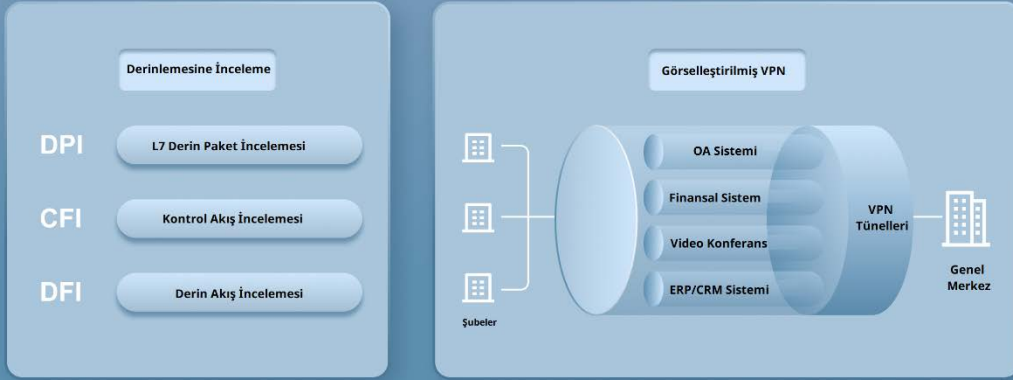 Derinlemesine İnceleme
DPI
L7 Derin Paket İncelemesi
CFI
Kontrol Akış İncelemesi
DFI
Derin Akış İncelemesi
Görselleştirilmiş VPN
Şubeler
OA Sistemi
Finansal Sistem
Video Konferans
ERP/CRM Sistemi
VPN
Tünelleri
Genel
Merkez